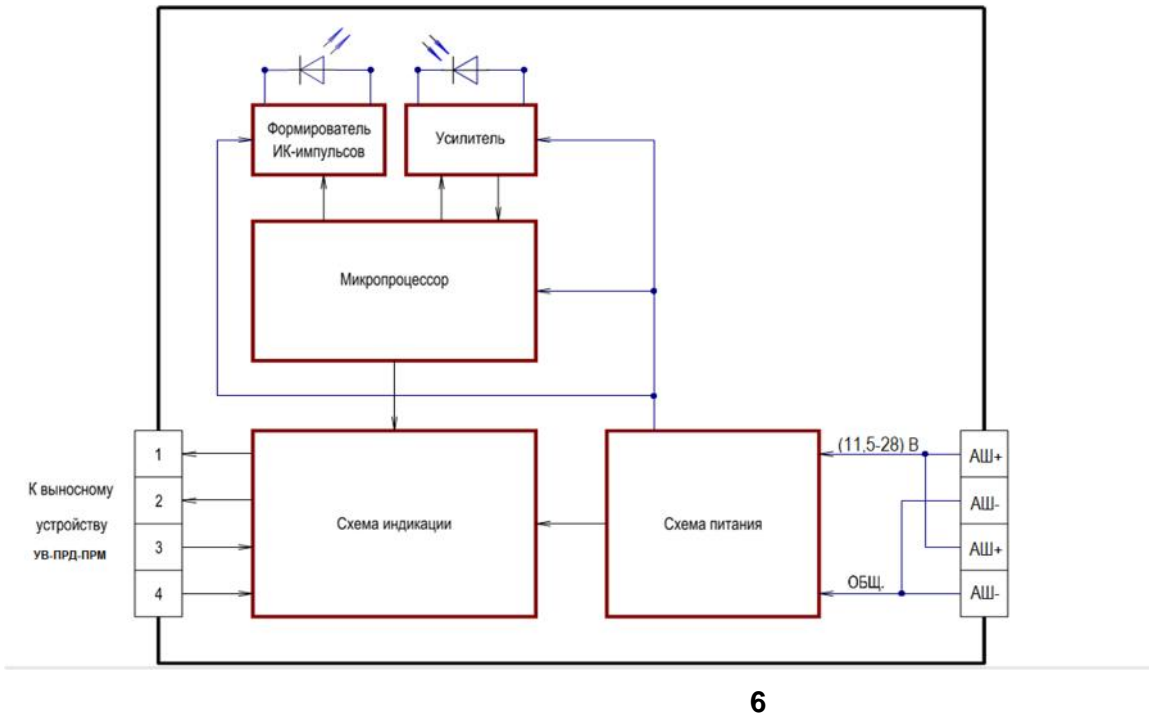 Формирователь
ИК-импульсов
Усилитель
Микропроцессор
К выносному
устройству
УВ-ПРД-ПРМ
1
2
3
4
Схема индикации
Схема питания
(11,5-28) В
ОБЩ.
АШ+
АШ-
АШ+
АШ-
6